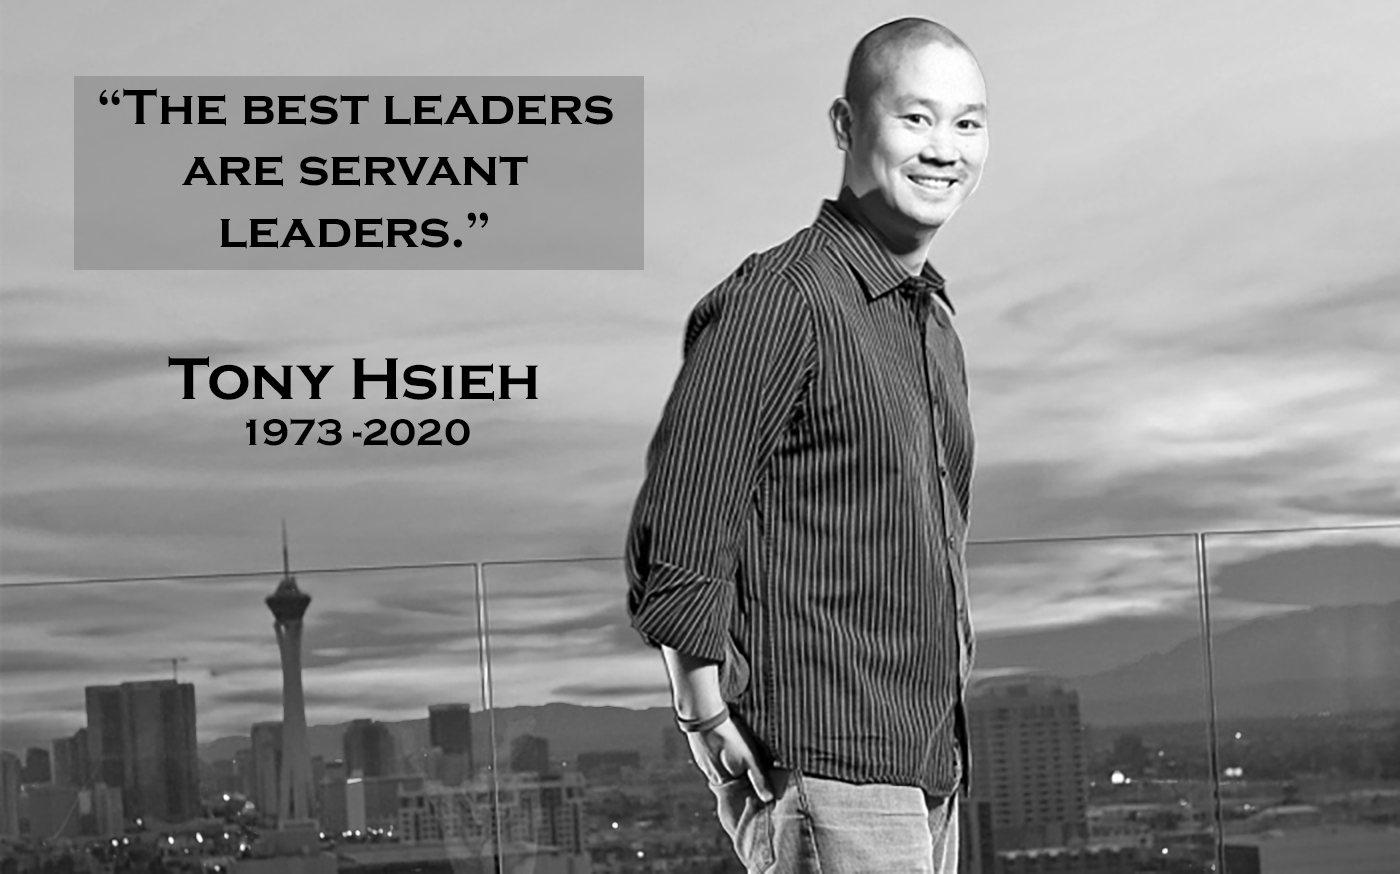 “The best leaders
are servant
leaders.”
Tony Hsieh
1973 -2020